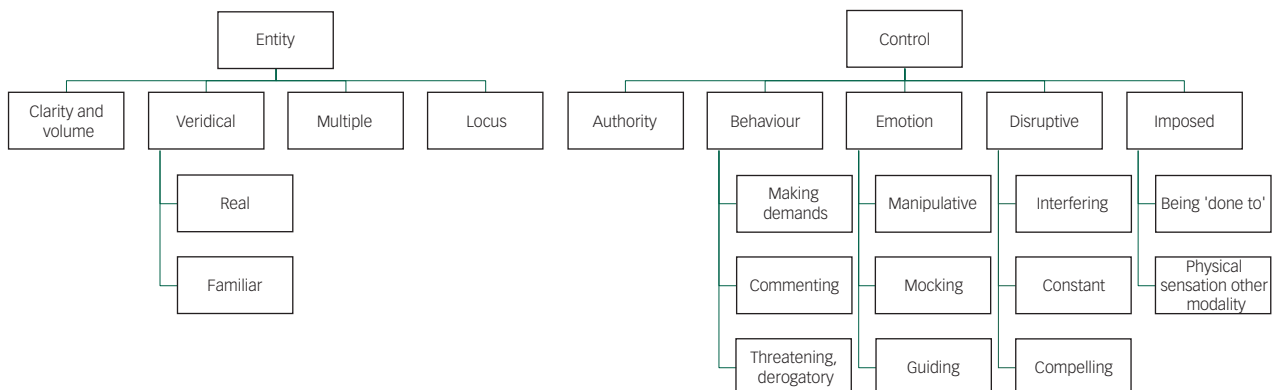 Entity
Control
Clarity and
volume
Veridical
Multiple
Locus
Authority
Behaviour
Emotion
Disruptive
Imposed
Real
Familiar
Making
demands
Commenting
Threatening,
derogatory
Manipulative
Mocking
Guiding
Interfering
Constant
Compelling
Being 'done to'
Physical
sensation other
modality